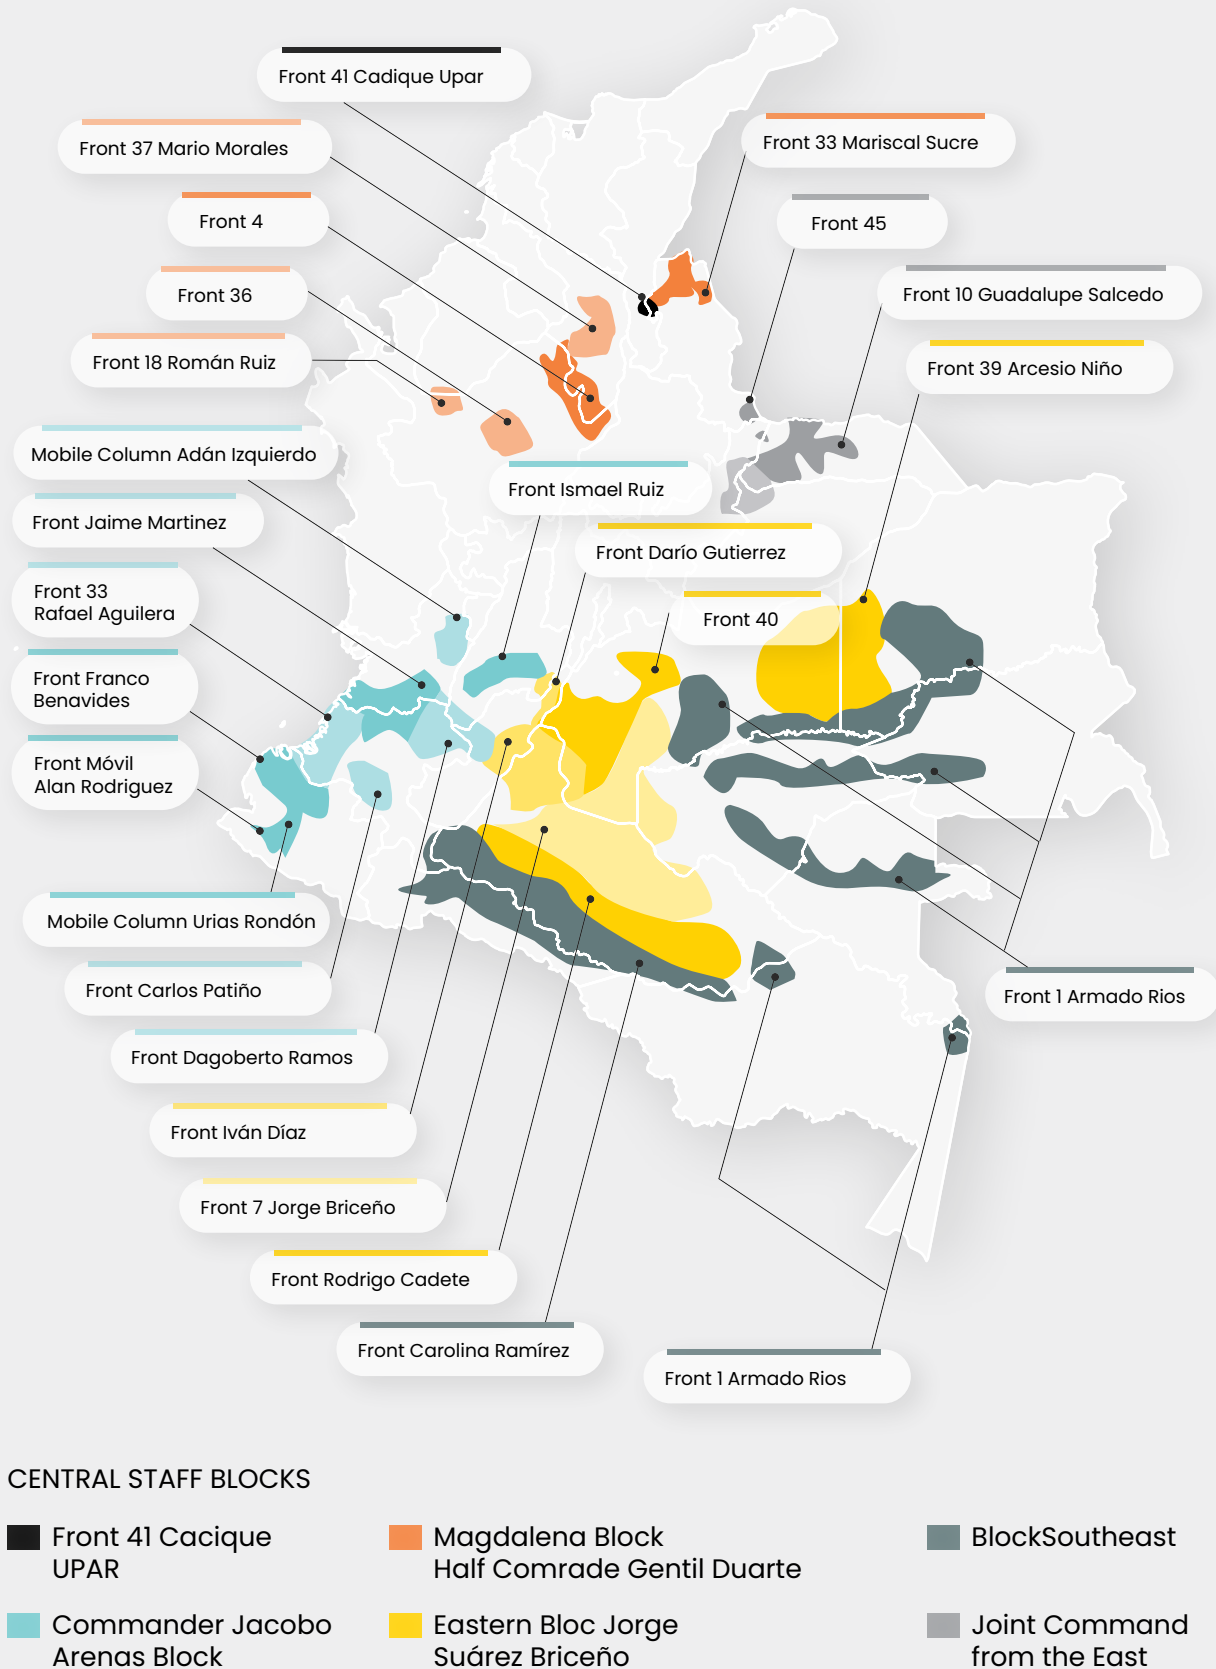 Front 41 Cadique Upar
Front 37 Mario Morales
Front 33 Mariscal Sucre
Front 4
Front 45
Front 36
Front 10 Guadalupe Salcedo
Front 18 Román Ruiz
Front 39 Arcesio Niño
Mobile Column Adán Izquierdo
Front Ismael Ruiz
Front Jaime Martinez
Front Darío Gutierrez
Front 33
Rafael Aguilera
Front 40
Front Franco
Benavides
Front Móvil
Alan Rodriguez
Mobile Column Urias Rondón
Front Carlos Patiño
Front 1 Armado Rios
Front Dagoberto Ramos
Front Iván Díaz
Front 7 Jorge Briceño
Front Rodrigo Cadete
Front Carolina Ramírez
Front 1 Armado Rios
CENTRAL STAFF BLOCKS
Front 41 Cacique
UPAR
Magdalena Block
Half Comrade Gentil Duarte
BlockSoutheast
Commander Jacobo
Arenas Block
Eastern Bloc Jorge
Suárez Briceño
Joint Command
from the East